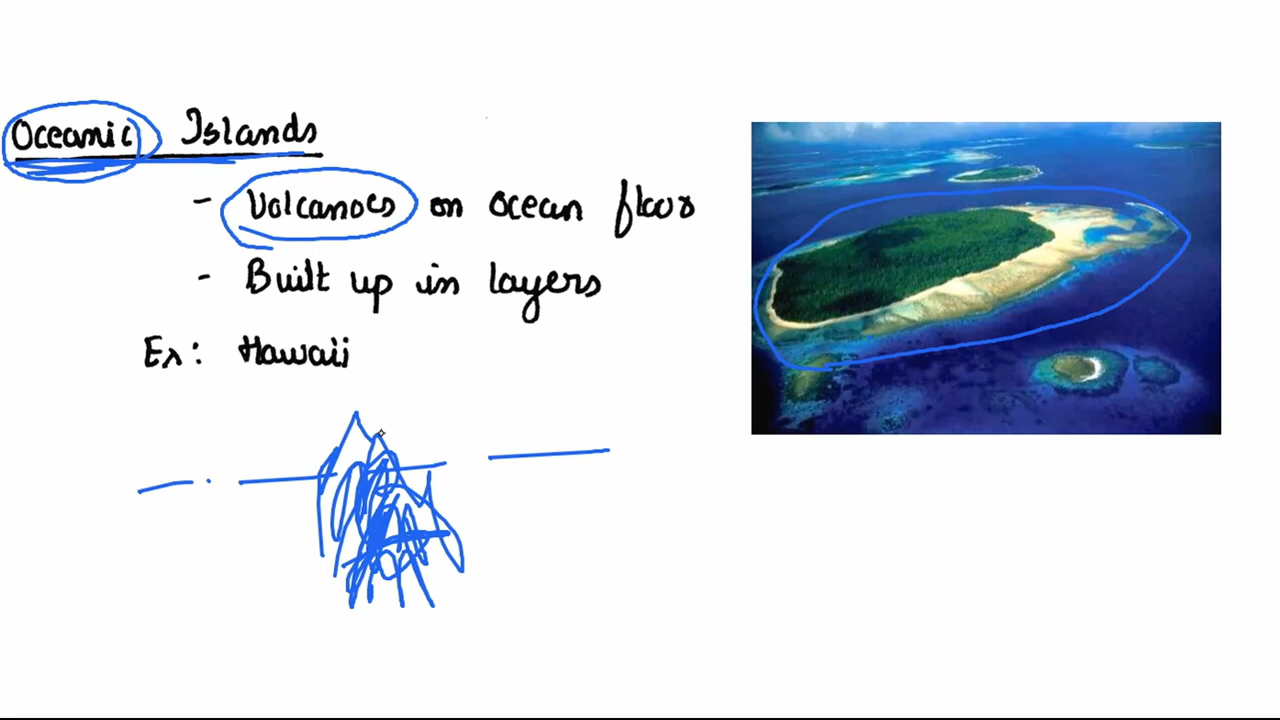 Oceanic Islands
- Volcanoes on ocean floor
- Built up in layers
Ex: Hawaii